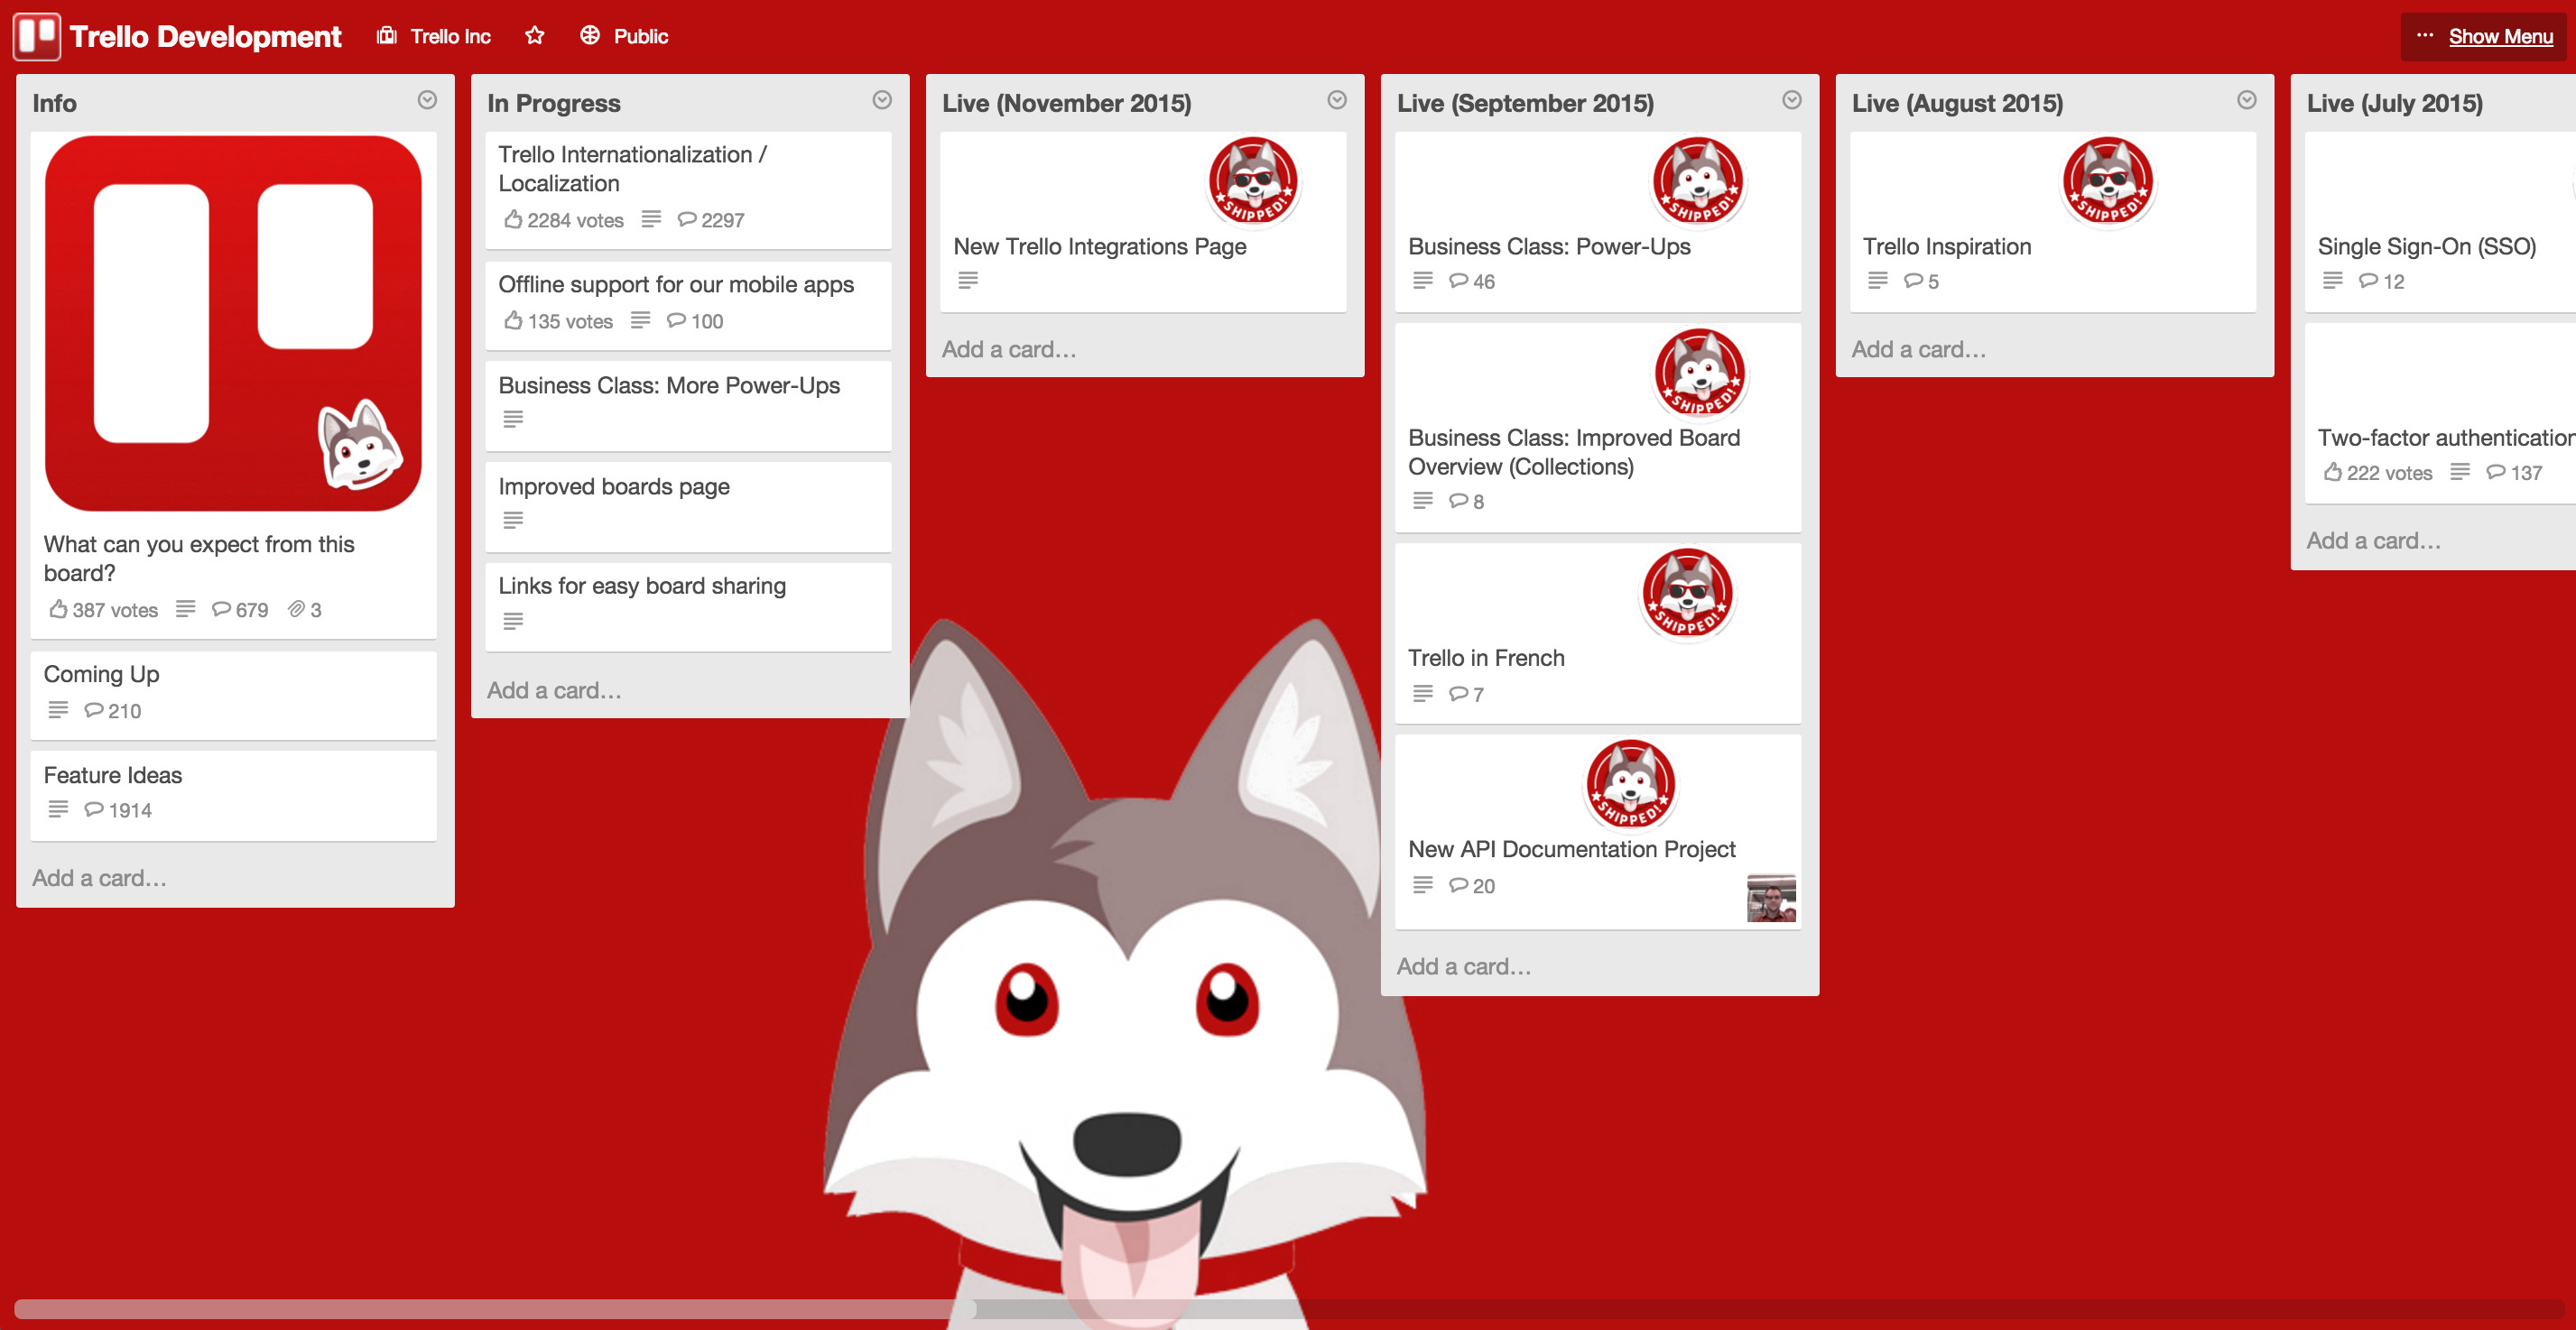 Trello Development
Trello Inc
Public
... Show Menu
Info
What can you expect from this
board?
387 votes 679 3
Coming Up
210
Feature Ideas
1914
Add a card…
In Progress
Trello Internationalization /
Localization
2284 votes 2297
Offline support for our mobile apps
135 votes 100
Business Class: More Power-Ups
Improved boards page
Links for easy board sharing
Add a card…
Live (November 2015)
SHIPPED!
New Trello Integrations Page
Add a card…
Live (September 2015)
SHIPPED!
Business Class: Power-Ups
46
SHIPPED!
Business Class: Improved Board
Overview (Collections)
8
SHIPPED!
Trello in French
7
SHIPPED!
New API Documentation Project
20
Add a card…
Live (August 2015)
SHIPPED!
Trello Inspiration
5
Add a card…
Live (July 2015)
Single Sign-On (SSO)
12
Two-factor authentication
222 votes 137
Add a card…